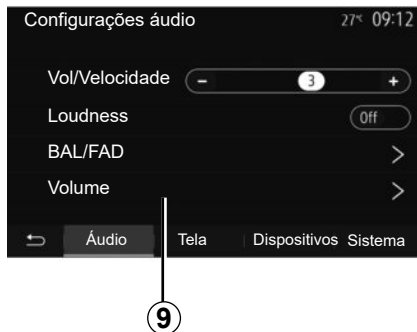 Configurações áudio 27°C 09:12
Vol/Velocidade - 3 +
Loudness Off
BAL/FAD >
Volume >
Áudio Tela Dispositivos Sistema
9